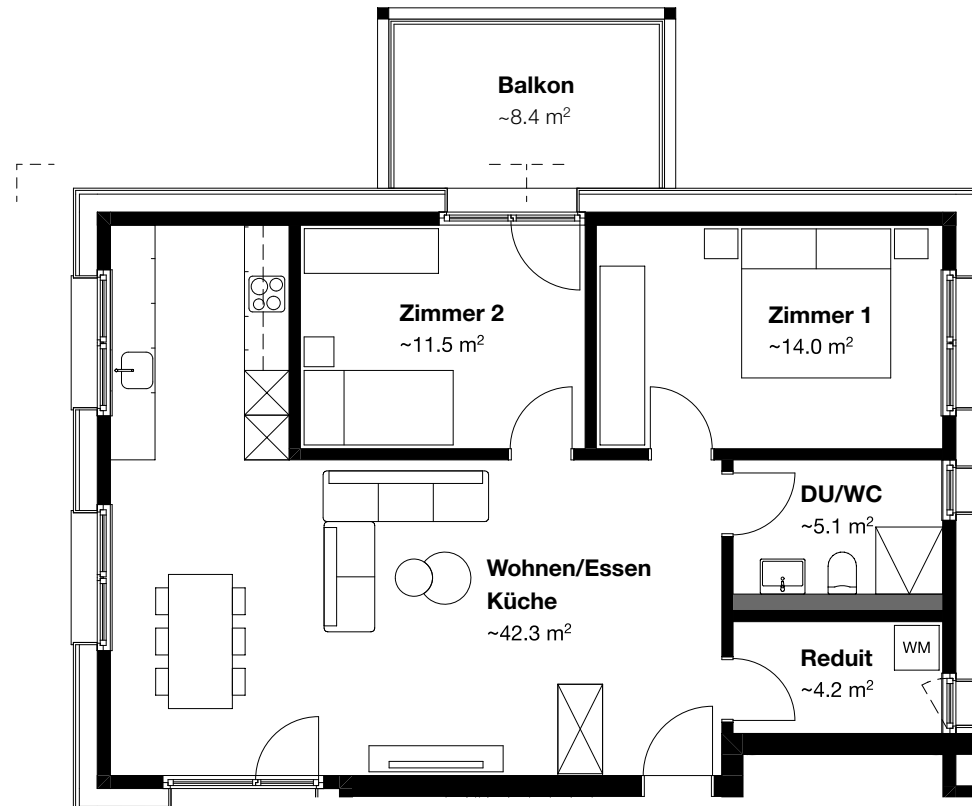 Balkon
~8.4 m²
Zimmer 2
~11.5 m²
Zimmer 1
~14.0 m²
DU/WC
~5.1 m²
Wohnen/Essen
Küche
~42.3 m²
Reduit
~4.2 m²
WM